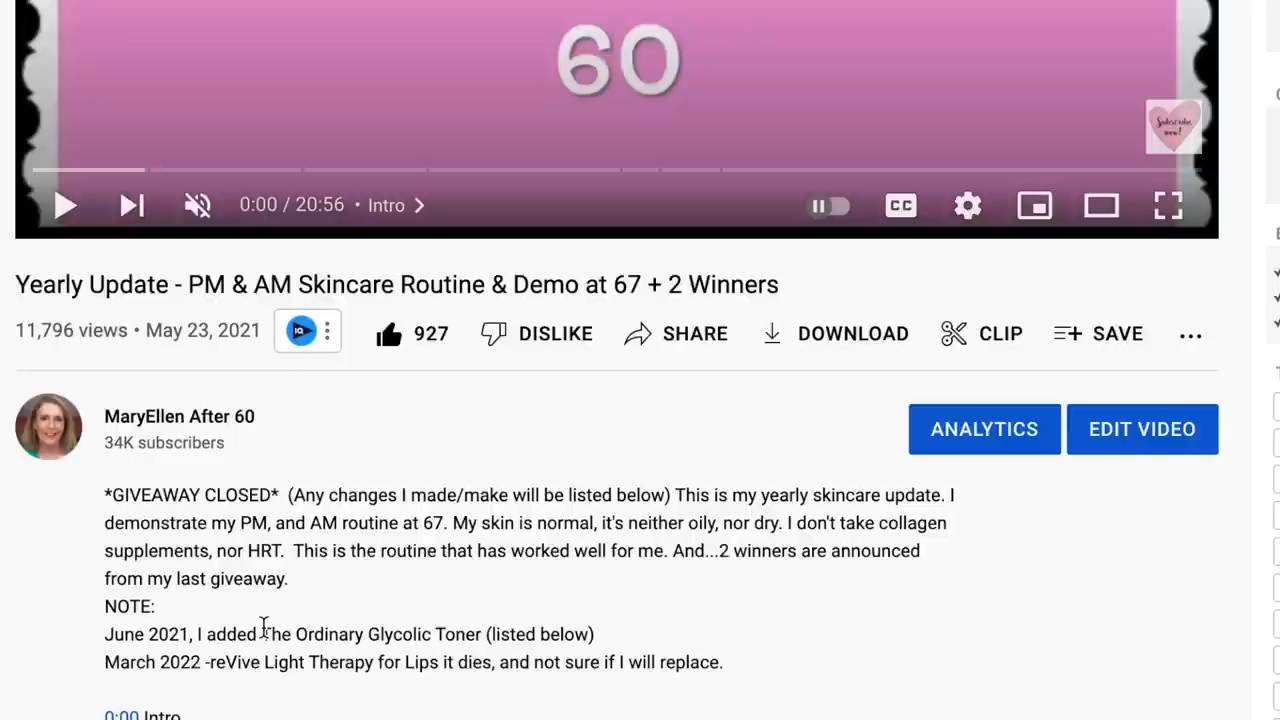 60
Subscribe
now!
0:00 / 20:56 • Intro
CC
Yearly Update - PM & AM Skincare Routine & Demo at 67 + 2 Winners
11,796 views • May 23, 2021
IQ
927
DISLIKE
SHARE
DOWNLOAD
CLIP
SAVE
MaryEllen After 60
34K subscribers
ANALYTICS
EDIT VIDEO
*GIVEAWAY CLOSED*  (Any changes I made/make will be listed below) This is my yearly skincare update. I
demonstrate my PM, and AM routine at 67. My skin is normal, it's neither oily, nor dry. I don't take collagen
supplements, nor HRT.  This is the routine that has worked well for me. And...2 winners are announced
from my last giveaway.
NOTE:
June 2021, I added The Ordinary Glycolic Toner (listed below)
March 2022 -reVive Light Therapy for Lips it dies, and not sure if I will replace.
0:00 Intro